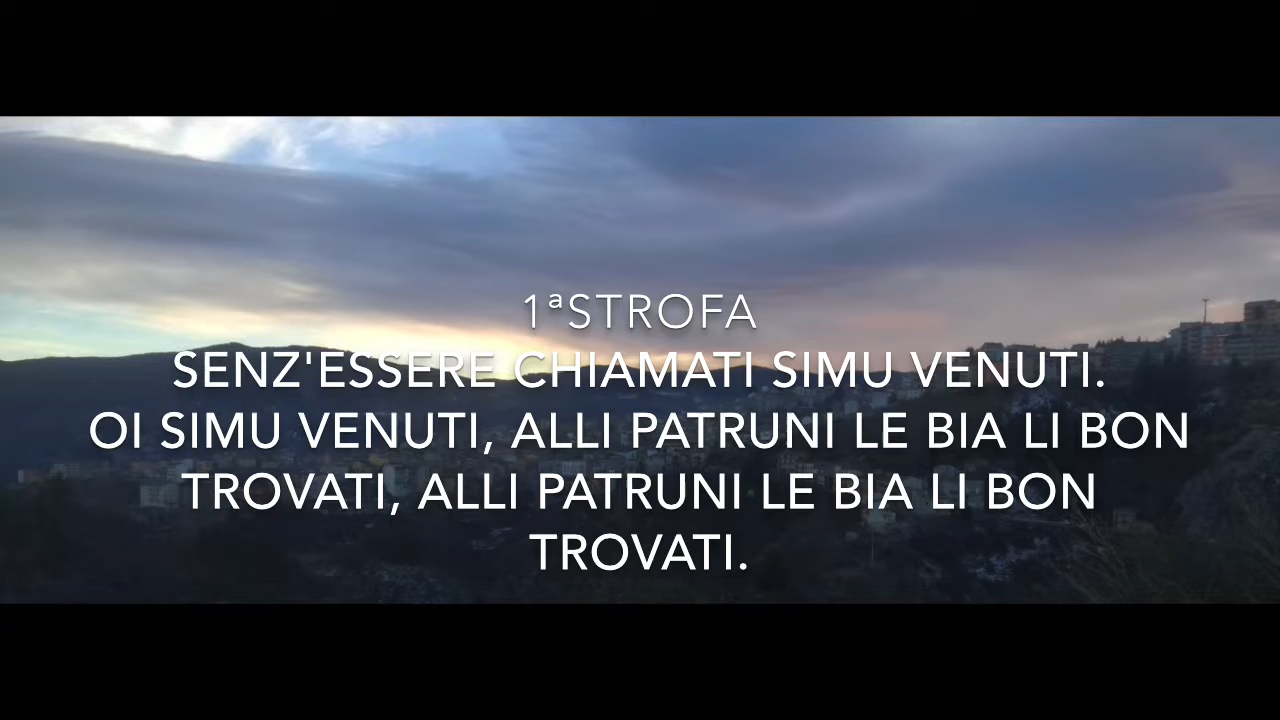 1ªSTROFA
SENZ'ESSERE CHIAMATI SIMU VENUTI.
OI SIMU VENUTI, ALLI PATRUNI LE BIA LI BON
TROVATI, ALLI PATRUNI LE BIA LI BON
TROVATI.